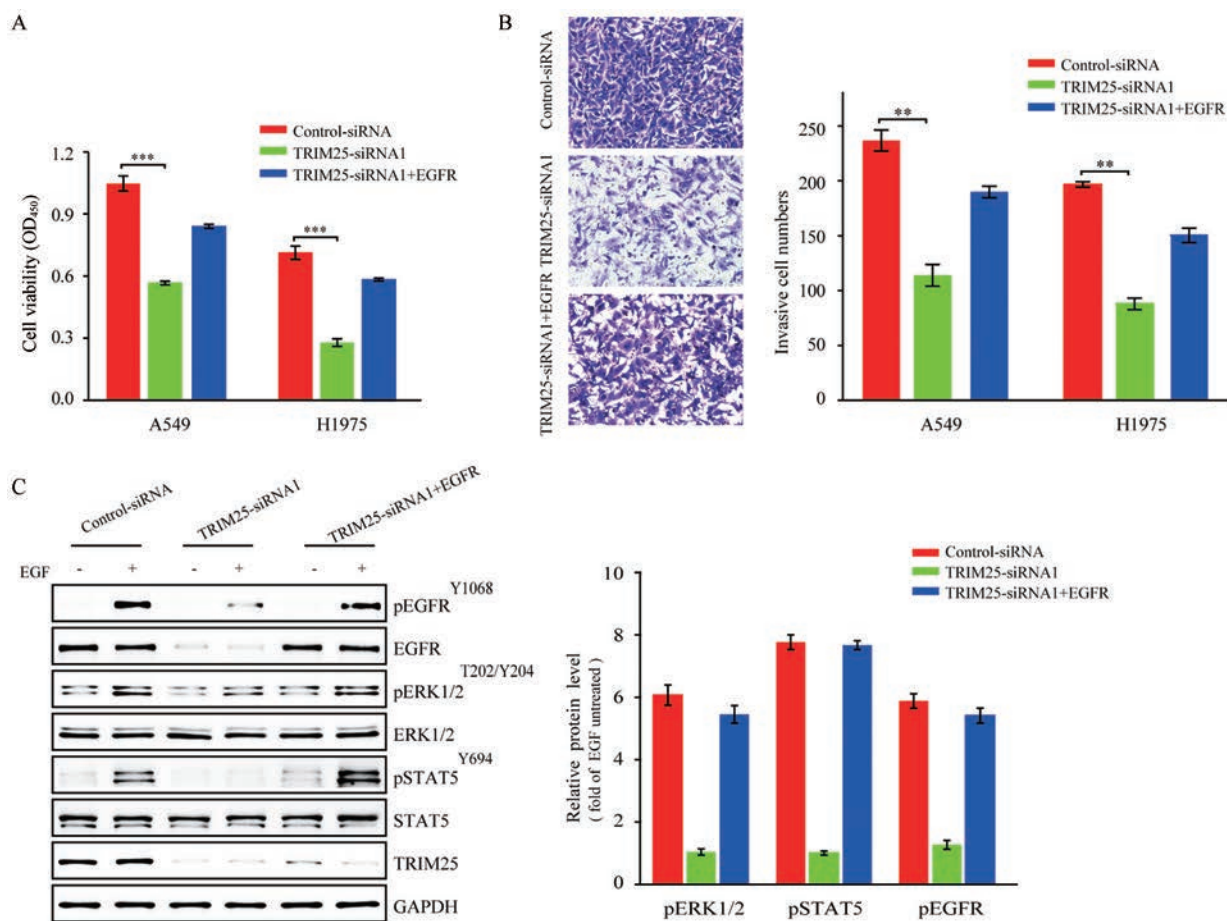 A
Control-siRNA
TRIM25-siRNA1
TRIM25-siRNA1+EGFR
Cell viability (OD450)
1.2
0.9
0.6
0.3
0.0
***
***
A549
H1975
B
Control-siRNA
TRIM25-siRNA1
TRIM25-siRNA1+EGFR
Control-siRNA
TRIM25-siRNA1
TRIM25-siRNA1+EGFR
Invasive cell numbers
250
200
150
100
50
0
**
**
A549
H1975
C
Control-siRNA
TRIM25-siRNA1
TRIM25-siRNA1+EGFR
EGF - + - + - +
pEGFR Y1068
EGFR
pERK1/2 T202/Y204
ERK1/2
pSTAT5 Y694
STAT5
TRIM25
GAPDH
Control-siRNA
TRIM25-siRNA1
TRIM25-siRNA1+EGFR
Relative protein level
( fold of EGF untreated )
8
6
4
2
0
pERK1/2
pSTAT5
pEGFR